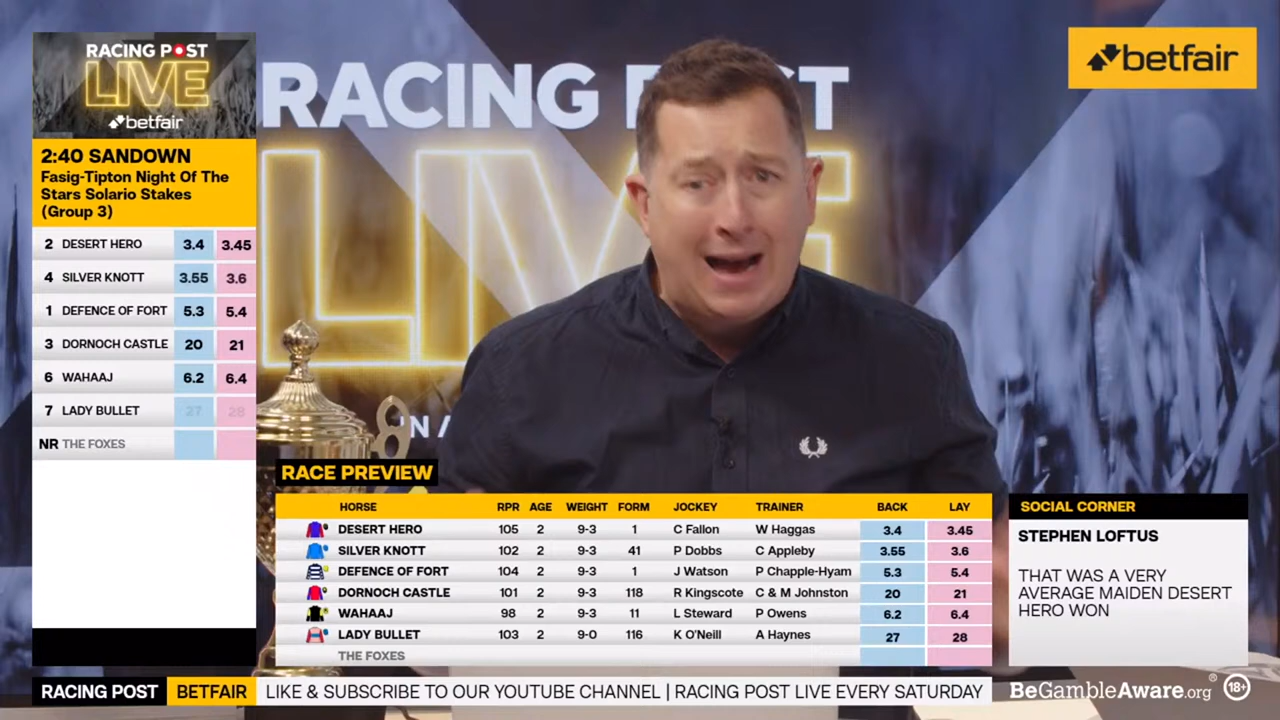 RACING POST
LIVE
betfair
2:40 SANDOWN
Fasig-Tipton Night Of The
Stars Solario Stakes
(Group 3)
2 DESERT HERO 3.4 3.45
4 SILVER KNOTT 3.55 3.6
1 DEFENCE OF FORT 5.3 5.4
3 DORNOCH CASTLE 20 21
6 WAHAAJ 6.2 6.4
7 LADY BULLET 27 28
NR THE FOXES
RACING POST
LIVE
betfair
RACE PREVIEW
HORSE RPR AGE WEIGHT FORM JOCKEY TRAINER BACK LAY
DESERT HERO 105 2 9-3 1 C Fallon W Haggas 3.4 3.45
SILVER KNOTT 102 2 9-3 41 P Dobbs C Appleby 3.55 3.6
DEFENCE OF FORT 104 2 9-3 1 J Watson P Chapple-Hyam 5.3 5.4
DORNOCH CASTLE 101 2 9-3 118 R Kingscote C & M Johnston 20 21
WAHAAJ 98 2 9-3 11 L Steward P Owens 6.2 6.4
LADY BULLET 103 2 9-0 116 K O'Neill A Haynes 27 28
THE FOXES
SOCIAL CORNER
STEPHEN LOFTUS
THAT WAS A VERY
AVERAGE MAIDEN DESERT
HERO WON
RACING POST BETFAIR LIKE & SUBSCRIBE TO OUR YOUTUBE CHANNEL | RACING POST LIVE EVERY SATURDAY
BeGambleAware.org® 18+